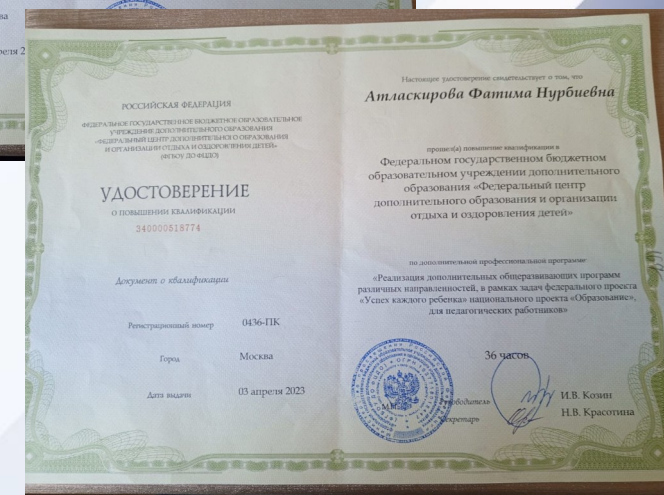 ва
РОССИЙСКАЯ ФЕДЕРАЦИЯ
ФЕДЕРАЛЬНОЕ ГОСУДАРСТВЕННОЕ БЮДЖЕТНОЕ ОБРАЗОВАТЕЛЬНОЕ
УЧРЕЖДЕНИЕ ДОПОЛНИТЕЛЬНОГО ОБРАЗОВАНИЯ
«ФЕДЕРАЛЬНЫЙ ЦЕНТР ДОПОЛНИТЕЛЬНОГО ОБРАЗОВАНИЯ
И ОРГАНИЗАЦИИ ОТДЫХА И ОЗДОРОВЛЕНИЯ ДЕТЕЙ»
(ФГБОУ ДО ФЦДО)
УДОСТОВЕРЕНИЕ
О ПОВЫШЕНИИ КВАЛИФИКАЦИИ
340000518774
Документ о квалификации
Регистрационный номер 0436-ПК
Город Москва
Дата выдачи 03 апреля 2023
Настоящее удостоверение свидетельствует о том, что
Атласкирова Фатима Нурбиевна
прошел(а) повышение квалификации в
Федеральном государственном бюджетном
образовательном учреждении дополнительного
образования «Федеральный центр
дополнительного образования и организации
отдыха и оздоровления детей»
по дополнительной профессиональной программе
«Реализация дополнительных общеразвивающих программ
различных направленностей, в рамках задач федерального проекта
«Успех каждого ребенка» национального проекта «Образование»,
для педагогических работников»
36 часов
Руководитель И.В. Козин
Секретарь Н.В. Красотина